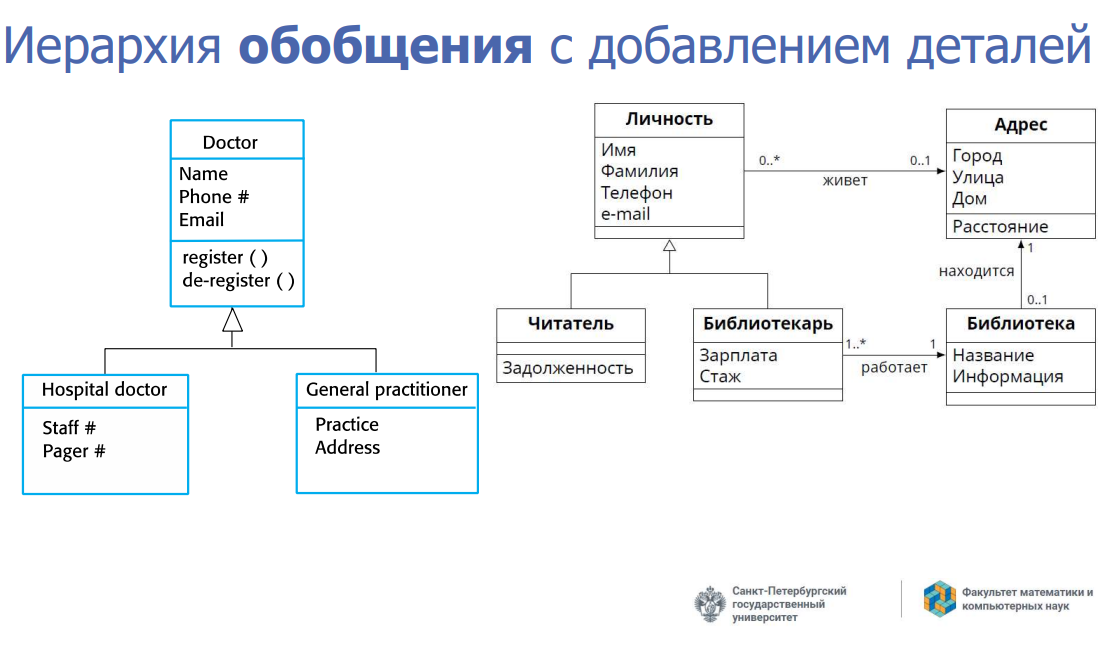 Иерархия обобщения с добавлением деталей
Doctor
Name
Phone #
Email
register ( )
de-register ( )
Hospital doctor
Staff #
Pager #
General practitioner
Practice
Address
Личность
Имя
Фамилия
Телефон
e-mail
0..*
0..1
живет
Адрес
Город
Улица
Дом
Расстояние
1
находится
0..1
Читатель
Задолженность
Библиотекарь
Зарплата
Стаж
1..*
1
работает
Библиотека
Название
Информация
Санкт-Петербургский
государственный
университет
Факультет математики и
компьютерных наук